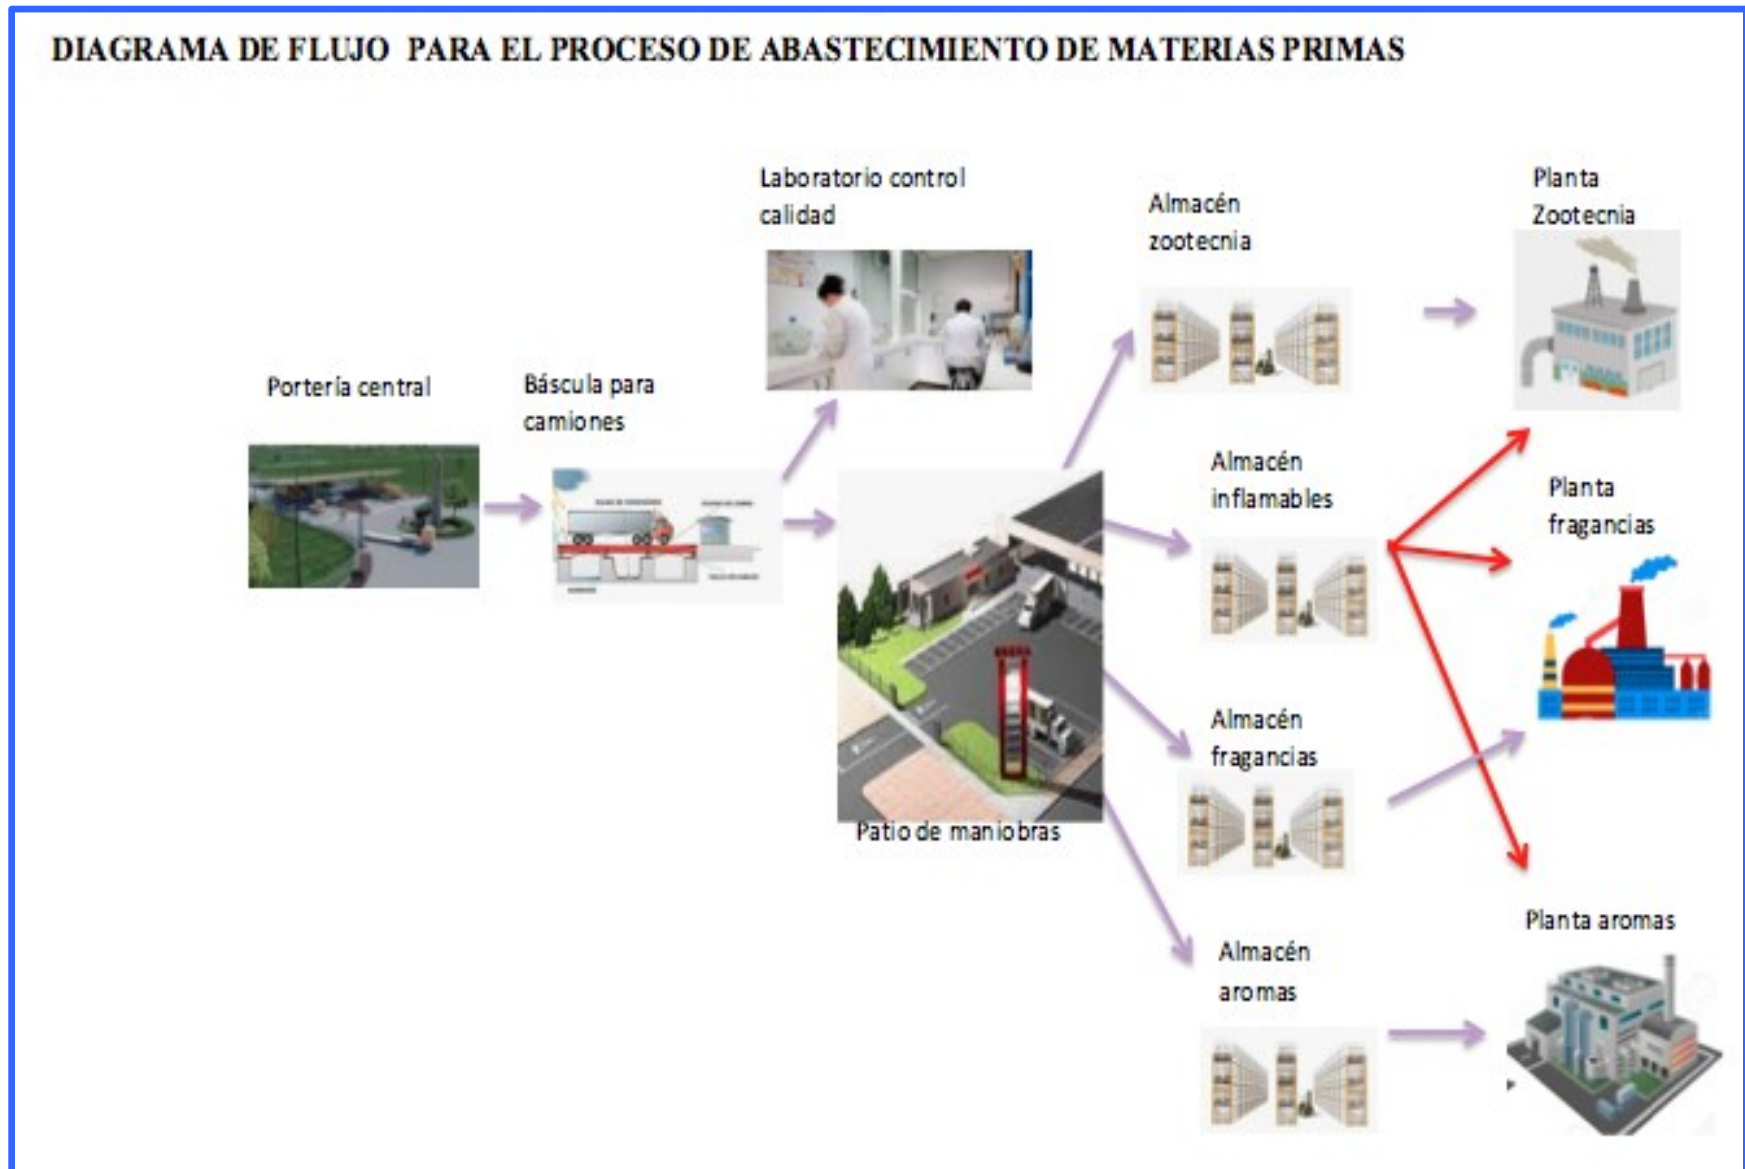 DIAGRAMA DE FLUJO PARA EL PROCESO DE ABASTECIMIENTO DE MATERIAS PRIMAS
Laboratorio control
calidad
Almacén
zootecnia
Planta
Zootecnia
Portería central
Báscula para
camiones
Almacén
inflamables
Planta
fragancias
Almacén
fragancias
Patio de maniobras
Almacén
aromas
Planta aromas